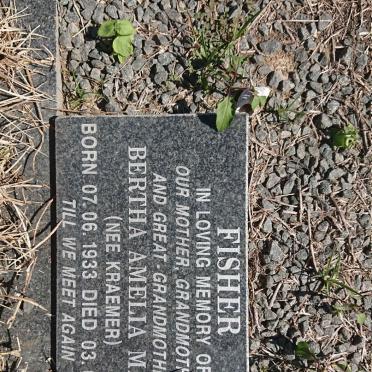 FISHER
IN LOVING MEMORY OF
OUR MOTHER, GRANDMOTH
AND GREAT GRANDMOTHE
BERTHA AMELIA M
(NEE KRAEMER)
BORN 07.06 1933 DIED 03
TILL WE MEET AGAIN